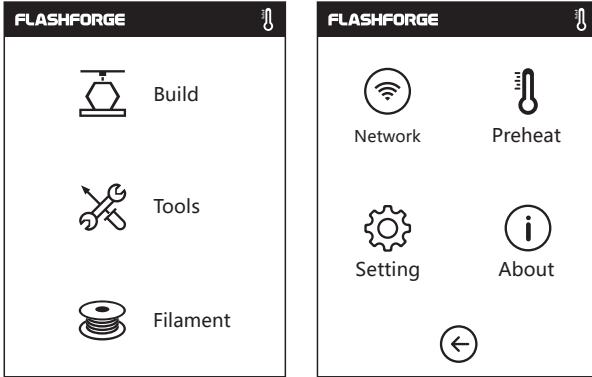 FLASHFORGE
Build
Tools
Filament
FLASHFORGE
Network
Preheat
Setting
About